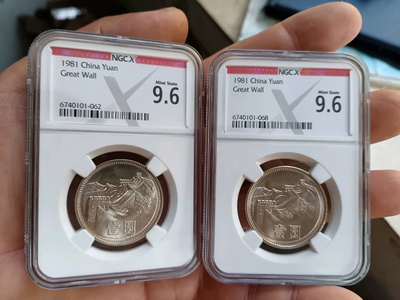 NGCX
1981 China Yuan
Great Wall
Mint State
9.6
6740101-062
壹圆
NGCX
1981 China Yuan
Great Wall
Mint State
9.6
6740101-068
壹圆